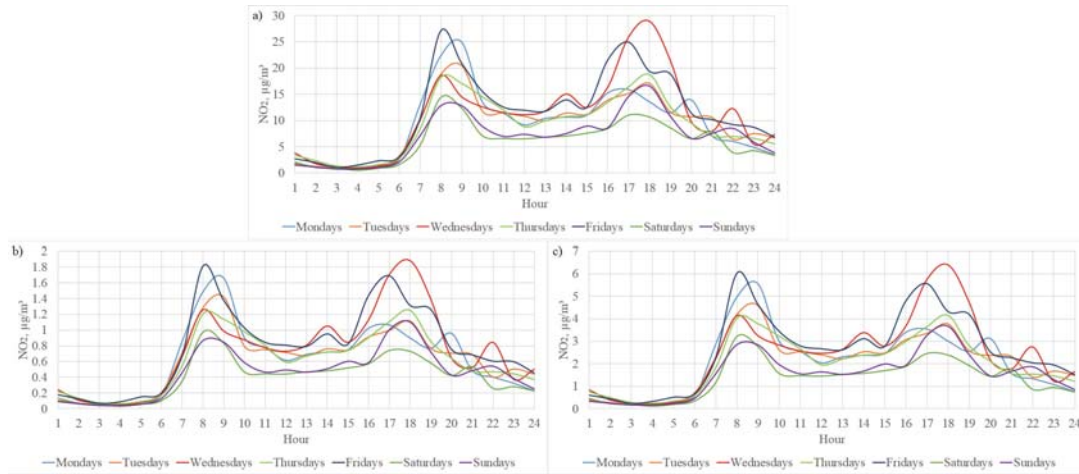 a)
NO2, µg/m³
30
25
20
15
10
5
0
1 2 3 4 5 6 7 8 9 10 11 12 13 14 15 16 17 18 19 20 21 22 23 24
Hour
Mondays Tuesdays Wednesdays Thursdays Fridays Saturdays Sundays
b)
NO2, µg/m³
2
1.8
1.6
1.4
1.2
1
0.8
0.6
0.4
0.2
0
1 2 3 4 5 6 7 8 9 10 11 12 13 14 15 16 17 18 19 20 21 22 23 24
Hour
Mondays Tuesdays Wednesdays Thursdays Fridays Saturdays Sundays
c)
NO2, µg/m³
7
6
5
4
3
2
1
0
1 2 3 4 5 6 7 8 9 10 11 12 13 14 15 16 17 18 19 20 21 22 23 24
Hour
Mondays Tuesdays Wednesdays Thursdays Fridays Saturdays Sundays